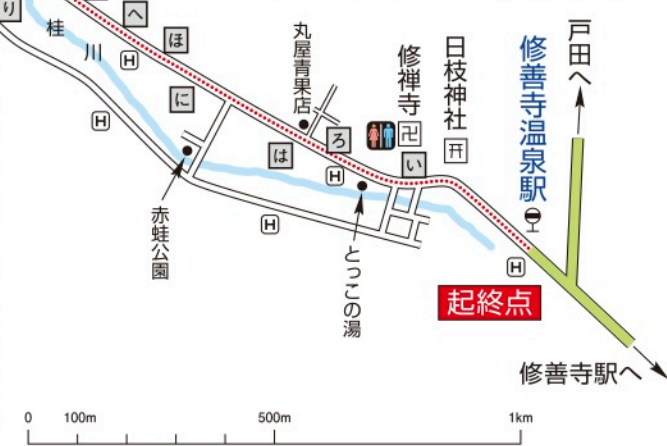 り
桂
川
へ
ほ
に
は
ろ
い
H
H
H
H
H
丸屋青果店
修禅寺
卍
日枝神社
修善寺温泉駅
戸田へ
赤蛙公園
とっこの湯
起終点
修善寺駅へ
0 100m 500m 1km